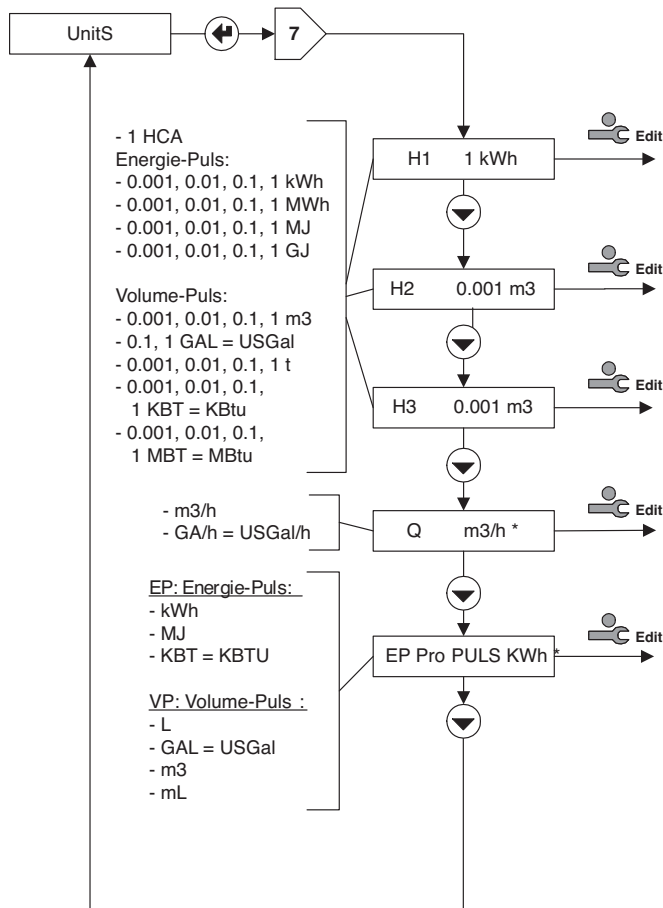 UnitS
7
Edit
- 1 HCA
Energie-Puls:
- 0.001, 0.01, 0.1, 1 kWh
- 0.001, 0.01, 0.1, 1 MWh
- 0.001, 0.01, 0.1, 1 MJ
- 0.001, 0.01, 0.1, 1 GJ
Volume-Puls:
- 0.001, 0.01, 0.1, 1 m3
- 0.1, 1 GAL = USGal
- 0.001, 0.01, 0.1, 1 t
- 0.001, 0.01, 0.1,
1 KBT = KBtu
- 0.001, 0.01, 0.1,
1 MBT = MBtu
H1 1 kWh
Edit
H2 0.001 m3
Edit
H3 0.001 m3
Edit
- m3/h
- GA/h = USGal/h
Q m3/h *
Edit
EP: Energie-Puls:
- kWh
- MJ
- KBT = KBTU
VP: Volume-Puls :
- L
- GAL = USGal
- m3
- mL
EP Pro PULS KWh *